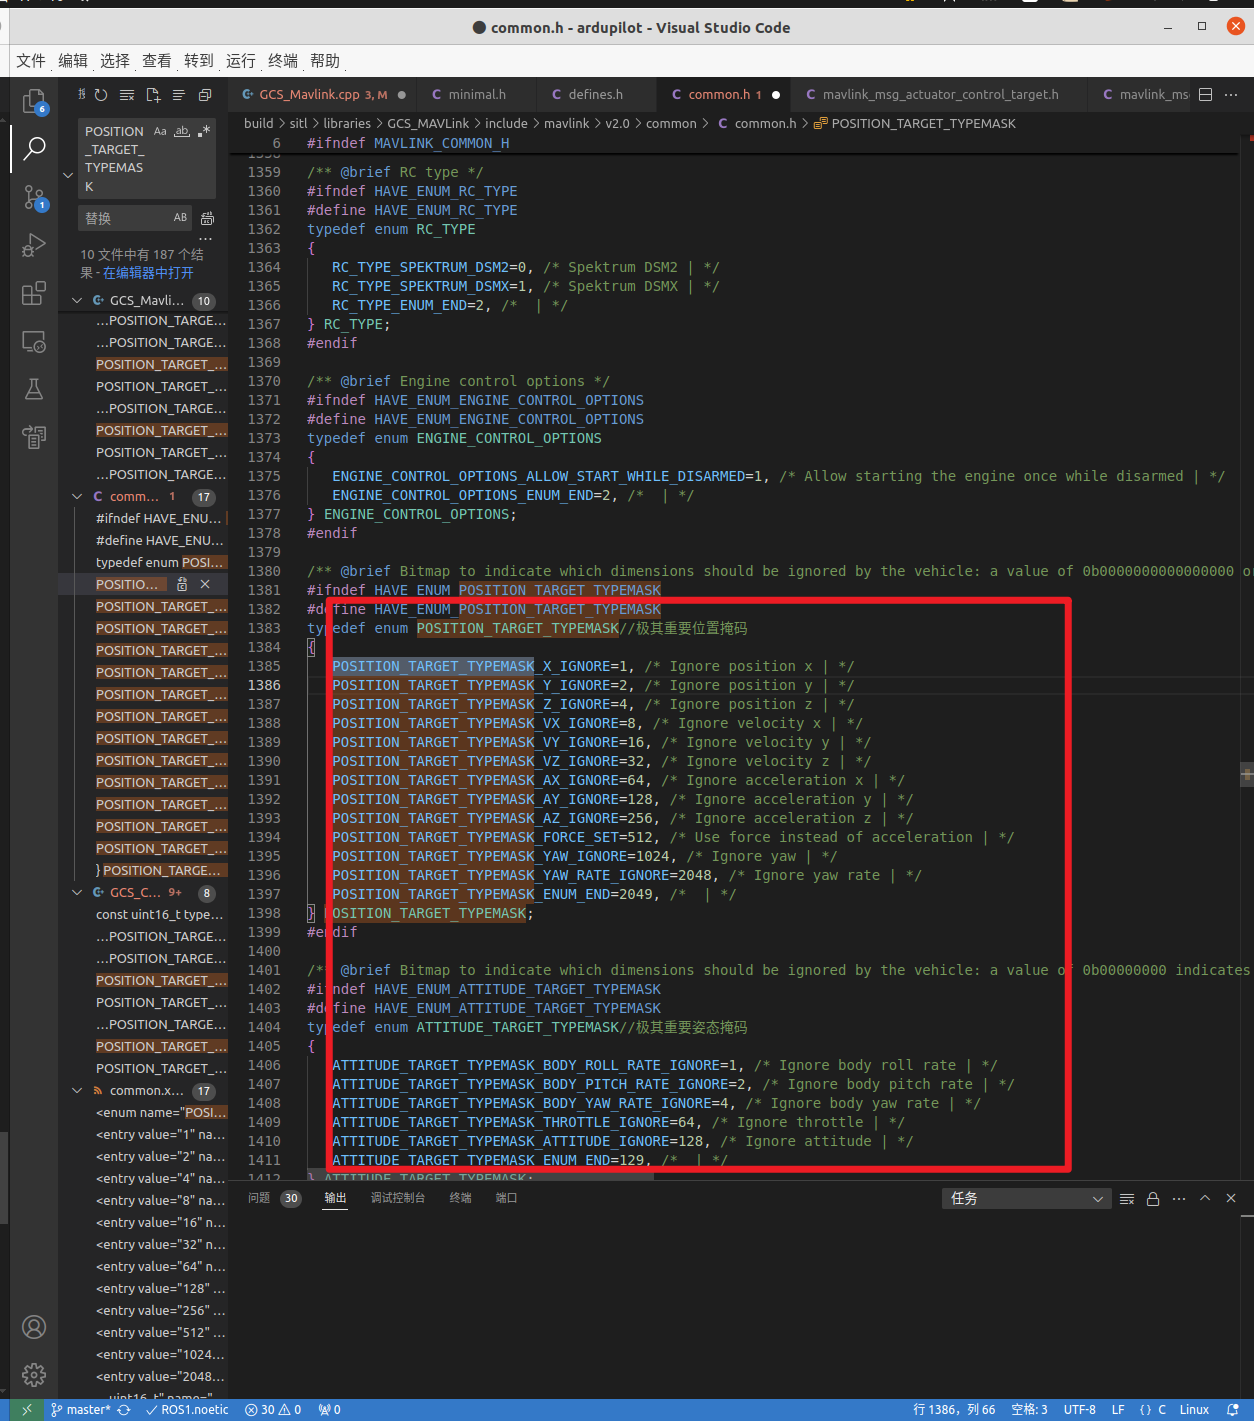 common.h - ardupilot - Visual Studio Code
文件 编辑 选择 查看 转到 运行 终端 帮助
GCS_Mavlink.cpp 3, M
minimal.h
defines.h
common.h 1
mavlink_msg_actuator_control_target.h
build > sitl > libraries > GCS_MAVLink > include > mavlink > v2.0 > common > C common.h > POSITION_TARGET_TYPEMASK
POSITION
_TARGET_
TYPEMAS
K
替换
10 文件中有 187 个结
果 - 在编辑器中打开
GCS_Mavli... 10
...POSITION_TARGE...
...POSITION_TARGE...
POSITION_TARGET_...
POSITION_TARGET_...
...POSITION_TARGE...
POSITION_TARGET_...
POSITION_TARGET_...
...POSITION_TARGE...
C comm... 1 17
#ifndef HAVE_ENU...
#define HAVE_ENU...
typedef enum POSI...
POSITIO...
POSITION_TARGET_...
POSITION_TARGET_...
POSITION_TARGET_...
POSITION_TARGET_...
POSITION_TARGET_...
POSITION_TARGET_...
POSITION_TARGET_...
POSITION_TARGET_...
POSITION_TARGET_...
POSITION_TARGET_...
POSITION_TARGET_...
POSITION_TARGET_...
} POSITION_TARGE...
GCS_C... 9+ 8
const uint16_t type...
...POSITION_TARGE...
...POSITION_TARGE...
POSITION_TARGET_...
POSITION_TARGET_...
...POSITION_TARGE...
POSITION_TARGET_...
POSITION_TARGET_...
common.x... 17
<enum name="POSI...
<entry value="1" na...
<entry value="2" na...
<entry value="4" na...
<entry value="8" na...
<entry value="16" n...
<entry value="32" n...
<entry value="64" n...
<entry value="128" ...
<entry value="256" ...
<entry value="512" ...
<entry value="1024...
<entry value="2048...
6 #ifndef MAVLINK_COMMON_H
1359 /** @brief RC type */
1360 #ifndef HAVE_ENUM_RC_TYPE
1361 #define HAVE_ENUM_RC_TYPE
1362 typedef enum RC_TYPE
1363 {
1364 RC_TYPE_SPEKTRUM_DSM2=0, /* Spektrum DSM2 | */
1365 RC_TYPE_SPEKTRUM_DSMX=1, /* Spektrum DSMX | */
1366 RC_TYPE_ENUM_END=2, /*  | */
1367 } RC_TYPE;
1368 #endif
1369
1370 /** @brief Engine control options */
1371 #ifndef HAVE_ENUM_ENGINE_CONTROL_OPTIONS
1372 #define HAVE_ENUM_ENGINE_CONTROL_OPTIONS
1373 typedef enum ENGINE_CONTROL_OPTIONS
1374 {
1375 ENGINE_CONTROL_OPTIONS_ALLOW_START_WHILE_DISARMED=1, /* Allow starting the engine once while disarmed | */
1376 ENGINE_CONTROL_OPTIONS_ENUM_END=2, /*  | */
1377 } ENGINE_CONTROL_OPTIONS;
1378 #endif
1379
1380 /** @brief Bitmap to indicate which dimensions should be ignored by the vehicle: a value of 0b0000000000000000 or
1381 #ifndef HAVE_ENUM_POSITION_TARGET_TYPEMASK
1382 #define HAVE_ENUM_POSITION_TARGET_TYPEMASK
1383 typedef enum POSITION_TARGET_TYPEMASK//极其重要位置掩码
1384 {
1385 POSITION_TARGET_TYPEMASK_X_IGNORE=1, /* Ignore position x | */
1386 POSITION_TARGET_TYPEMASK_Y_IGNORE=2, /* Ignore position y | */
1387 POSITION_TARGET_TYPEMASK_Z_IGNORE=4, /* Ignore position z | */
1388 POSITION_TARGET_TYPEMASK_VX_IGNORE=8, /* Ignore velocity x | */
1389 POSITION_TARGET_TYPEMASK_VY_IGNORE=16, /* Ignore velocity y | */
1390 POSITION_TARGET_TYPEMASK_VZ_IGNORE=32, /* Ignore velocity z | */
1391 POSITION_TARGET_TYPEMASK_AX_IGNORE=64, /* Ignore acceleration x | */
1392 POSITION_TARGET_TYPEMASK_AY_IGNORE=128, /* Ignore acceleration y | */
1393 POSITION_TARGET_TYPEMASK_AZ_IGNORE=256, /* Ignore acceleration z | */
1394 POSITION_TARGET_TYPEMASK_FORCE_SET=512, /* Use force instead of acceleration | */
1395 POSITION_TARGET_TYPEMASK_YAW_IGNORE=1024, /* Ignore yaw | */
1396 POSITION_TARGET_TYPEMASK_YAW_RATE_IGNORE=2048, /* Ignore yaw rate | */
1397 POSITION_TARGET_TYPEMASK_ENUM_END=2049, /*  | */
1398 } POSITION_TARGET_TYPEMASK;
1399 #endif
1400
1401 /** @brief Bitmap to indicate which dimensions should be ignored by the vehicle: a value of 0b00000000 indicates
1402 #ifndef HAVE_ENUM_ATTITUDE_TARGET_TYPEMASK
1403 #define HAVE_ENUM_ATTITUDE_TARGET_TYPEMASK
1404 typedef enum ATTITUDE_TARGET_TYPEMASK//极其重要姿态掩码
1405 {
1406 ATTITUDE_TARGET_TYPEMASK_BODY_ROLL_RATE_IGNORE=1, /* Ignore body roll rate | */
1407 ATTITUDE_TARGET_TYPEMASK_BODY_PITCH_RATE_IGNORE=2, /* Ignore body pitch rate | */
1408 ATTITUDE_TARGET_TYPEMASK_BODY_YAW_RATE_IGNORE=4, /* Ignore body yaw rate | */
1409 ATTITUDE_TARGET_TYPEMASK_THROTTLE_IGNORE=64, /* Ignore throttle | */
1410 ATTITUDE_TARGET_TYPEMASK_ATTITUDE_IGNORE=128, /* Ignore attitude | */
1411 ATTITUDE_TARGET_TYPEMASK_ENUM_END=129, /*  | */
1412 } ATTITUDE_TARGET_TYPEMASK;
问题 30 输出 调试控制台 终端 端口
任务
master* ROS1.noetic 30 0 0
行 1386，列 66 空格: 3 UTF-8 LF { } C Linux